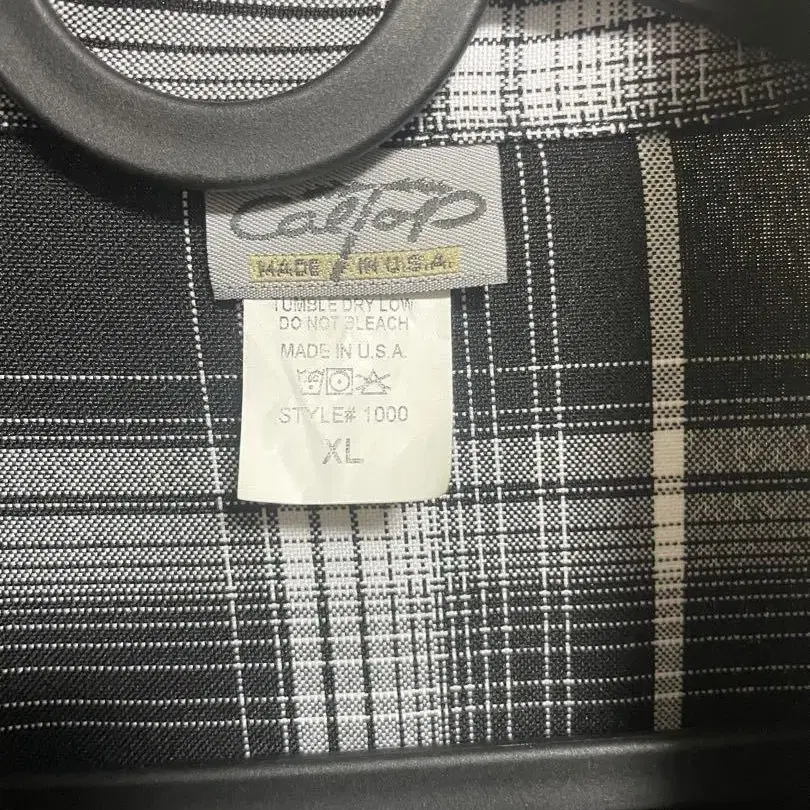 CalTop
MADE IN U.S.A.
TUMBLE DRY LOW
DO NOT BLEACH
MADE IN U.S.A.
STYLE# 1000
XL